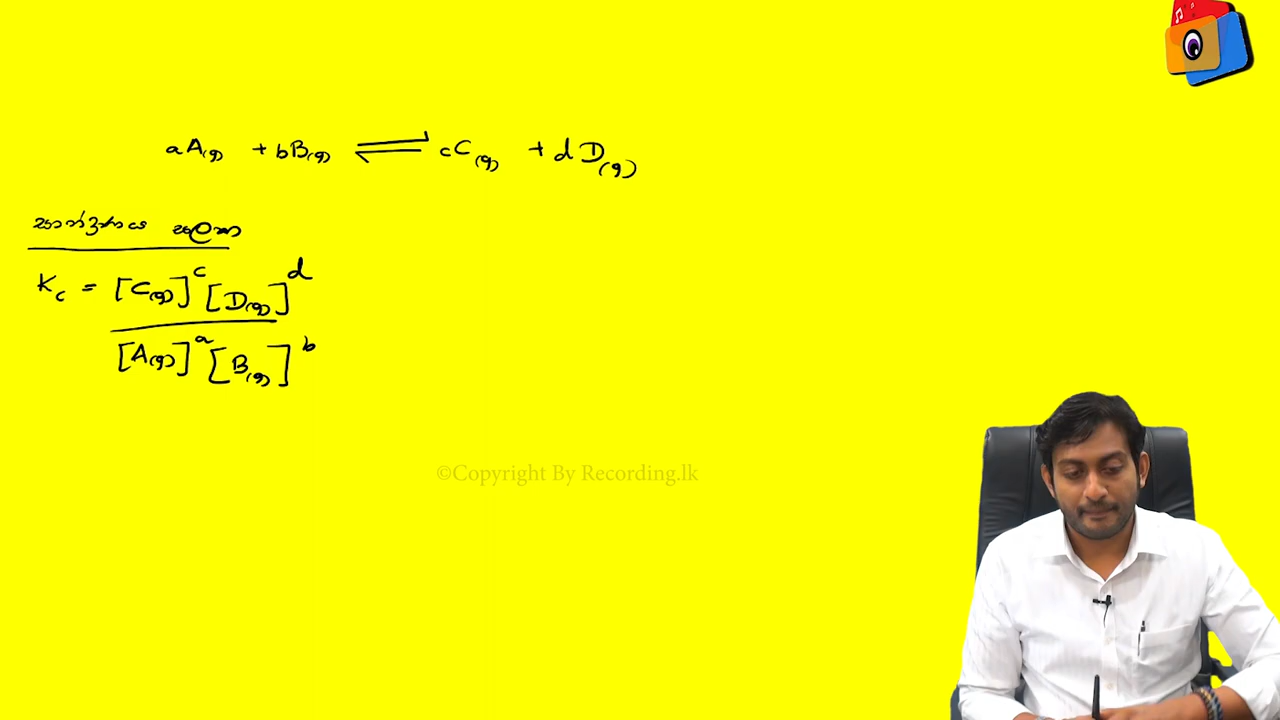 aA(g) + bB(g) ⇌ cC(g) + dD(g)
සාන්ද්‍රණය සලකා
Kc = [C(g)]^c [D(g)]^d
[A(g)]^a [B(g)]^b
©Copyright By Recording.lk